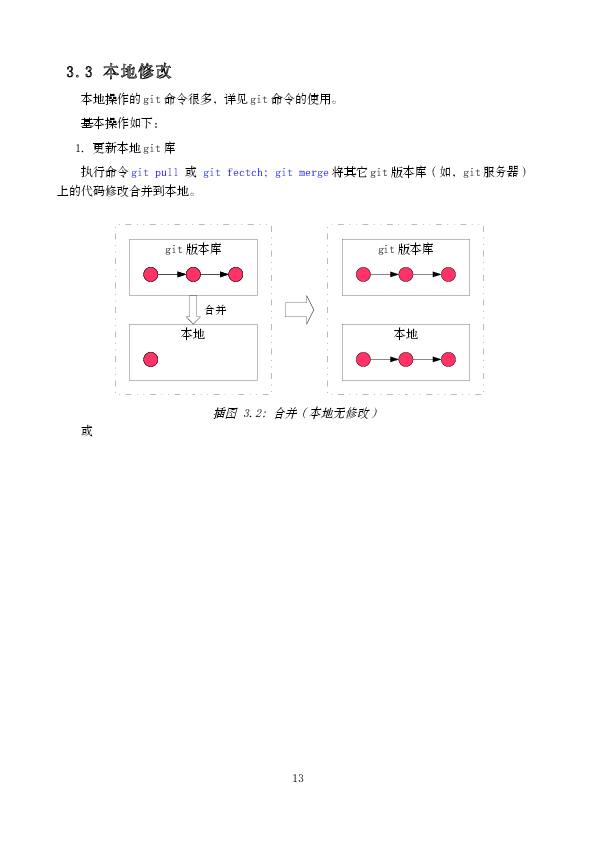 3.3 本地修改
本地操作的git命令很多，详见git命令的使用。
基本操作如下：
1. 更新本地git库
执行命令git pull 或 git fectch; git merge将其它git版本库（如，git服务器）
上的代码修改合并到本地。
git 版本库
git 版本库
合并
本地
本地
插图 3.2: 合并（本地无修改）
或
13